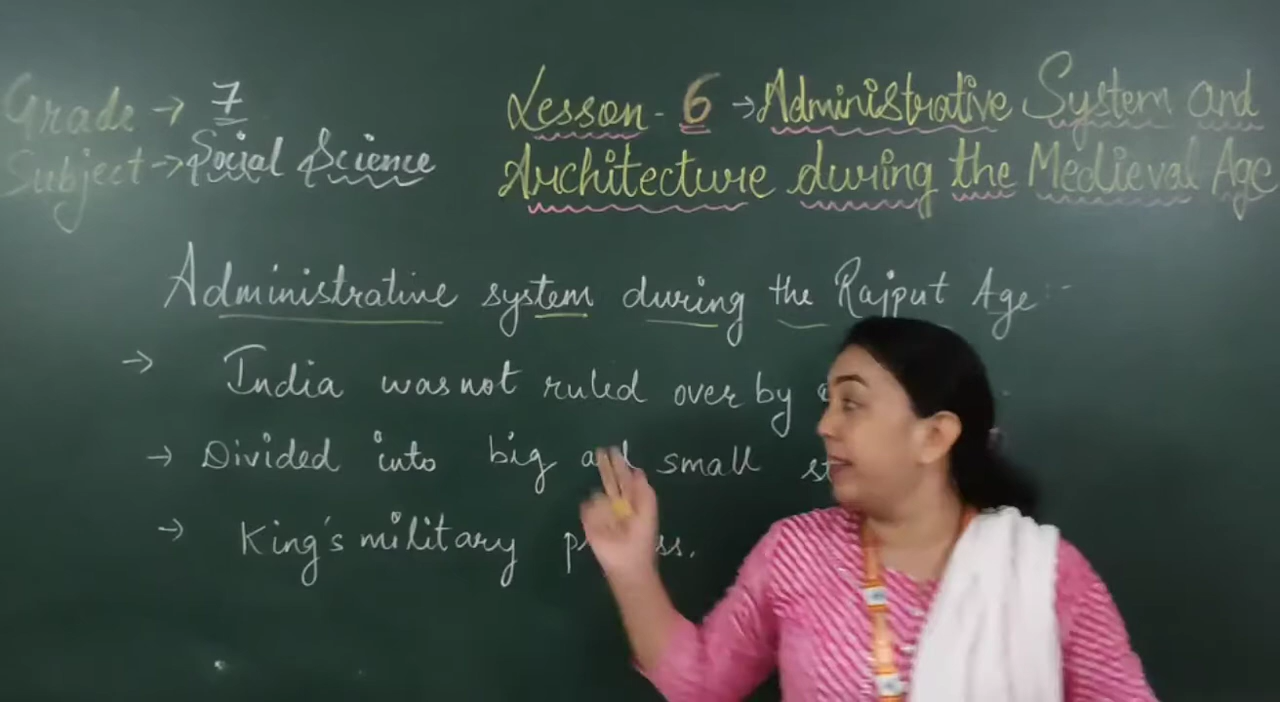 Grade → 7
Subject → Social Science
Lesson - 6 → Administrative System and
Architecture during the Medieval Age
Administrative system during the Rajput Age :-
→ India was not ruled over by
→ Divided into big and small
→ King's military